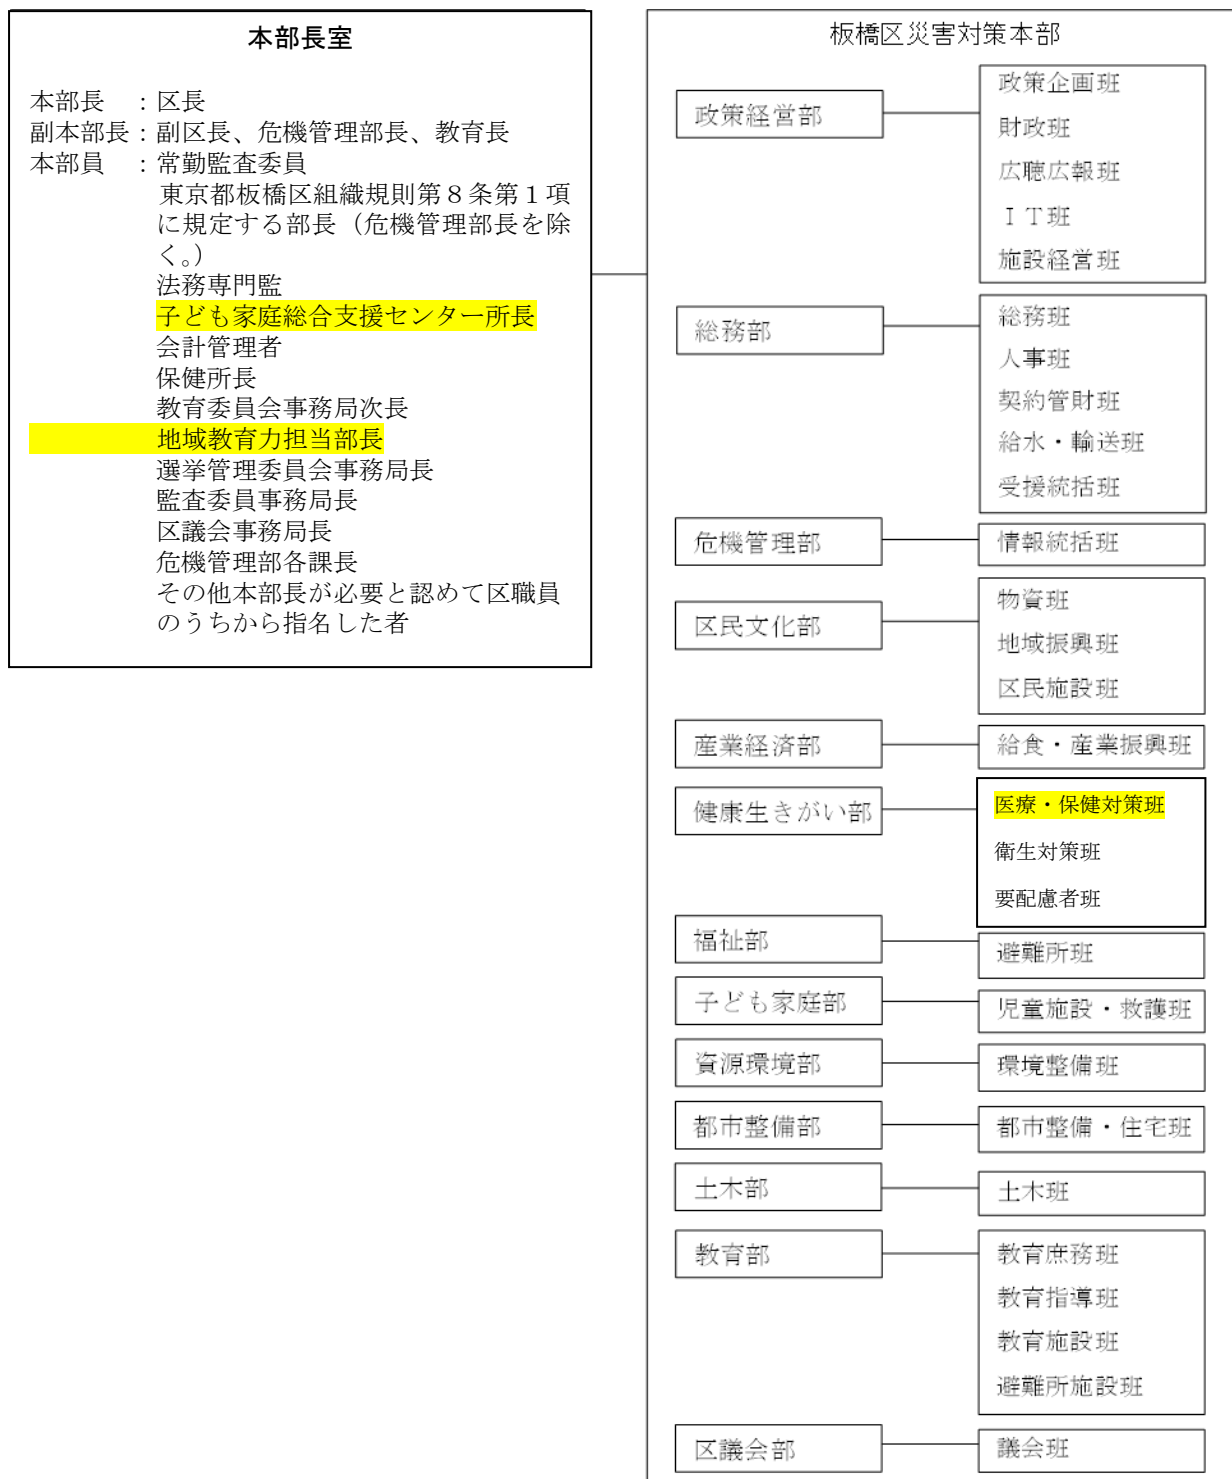 本部長室
本部長　：区長
副本部長：副区長、危機管理部長、教育長
本部員　：常勤監査委員
東京都板橋区組織規則第８条第１項
に規定する部長（危機管理部長を除
く。）
法務専門監
子ども家庭総合支援センター所長
会計管理者
保健所長
教育委員会事務局次長
地域教育力担当部長
選挙管理委員会事務局長
監査委員事務局長
区議会事務局長
危機管理部各課長
その他本部長が必要と認めて区職員
のうちから指名した者
板橋区災害対策本部
政策経営部
政策企画班
財政班
広聴広報班
ＩＴ班
施設経営班
総務部
総務班
人事班
契約管財班
給水・輸送班
受援統括班
危機管理部
情報統括班
区民文化部
物資班
地域振興班
区民施設班
産業経済部
給食・産業振興班
健康生きがい部
医療・保健対策班
衛生対策班
要配慮者班
福祉部
避難所班
子ども家庭部
児童施設・救護班
資源環境部
環境整備班
都市整備部
都市整備・住宅班
土木部
土木班
教育部
教育庶務班
教育指導班
教育施設班
避難所施設班
区議会部
議会班